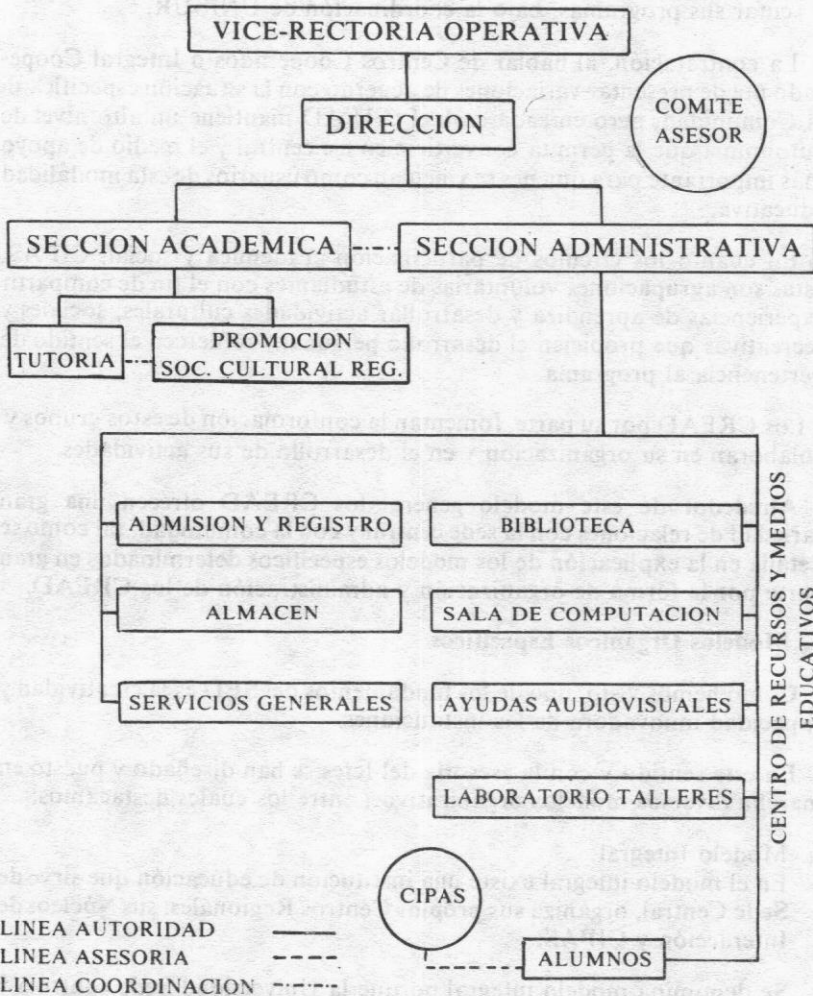 VICE-RECTORIA OPERATIVA
DIRECCION
COMITE
ASESOR
SECCION ACADEMICA
SECCION ADMINISTRATIVA
TUTORIA
PROMOCION
SOC. CULTURAL REG.
ADMISION Y REGISTRO
BIBLIOTECA
ALMACEN
SALA DE COMPUTACION
SERVICIOS GENERALES
AYUDAS AUDIOVISUALES
LABORATORIO TALLERES
CENTRO DE RECURSOS Y MEDIOS
EDUCATIVOS
CIPAS
ALUMNOS
LINEA AUTORIDAD
LINEA ASESORIA
LINEA COORDINACION